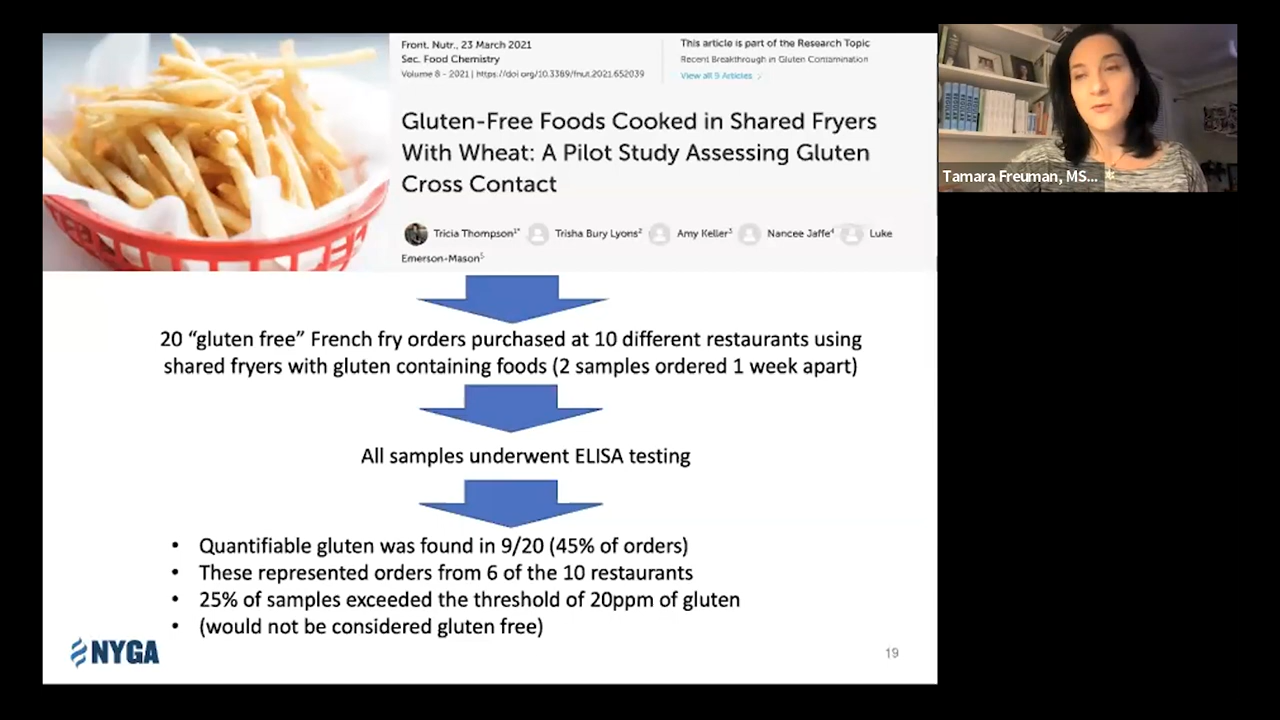 Front. Nutr., 23 March 2021
Sec. Food Chemistry
Volume 8 - 2021 | https://doi.org/10.3389/fnut.2021.652039
This article is part of the Research Topic
Recent Breakthrough in Gluten Contamination
View all 9 Articles
Gluten-Free Foods Cooked in Shared Fryers
With Wheat: A Pilot Study Assessing Gluten
Cross Contact
Tricia Thompson1* Trisha Bury Lyons2 Amy Keller3 Nancee Jaffe4 Luke
Emerson-Mason5
20 “gluten free” French fry orders purchased at 10 different restaurants using
shared fryers with gluten containing foods (2 samples ordered 1 week apart)
All samples underwent ELISA testing
• Quantifiable gluten was found in 9/20 (45% of orders)
• These represented orders from 6 of the 10 restaurants
• 25% of samples exceeded the threshold of 20ppm of gluten
• (would not be considered gluten free)
NYGA
19
Tamara Freuman, MS...